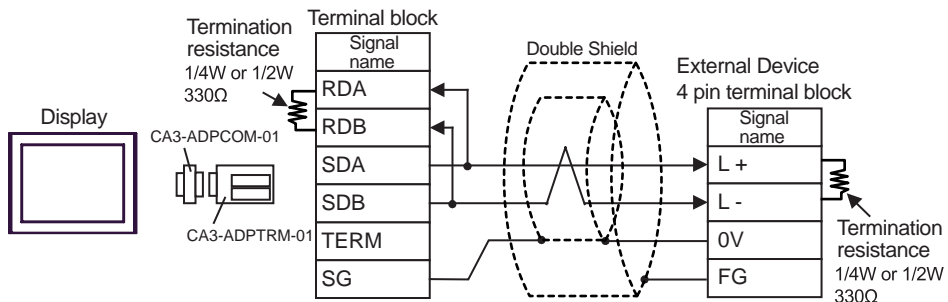 Display
CA3-ADPCOM-01
CA3-ADPTRM-01
Termination
resistance
1/4W or 1/2W
330Ω
Terminal block
Signal
name
RDA
RDB
SDA
SDB
TERM
SG
Double Shield
External Device
4 pin terminal block
Signal
name
L +
L -
0V
FG
Termination
resistance
1/4W or 1/2W
330Ω